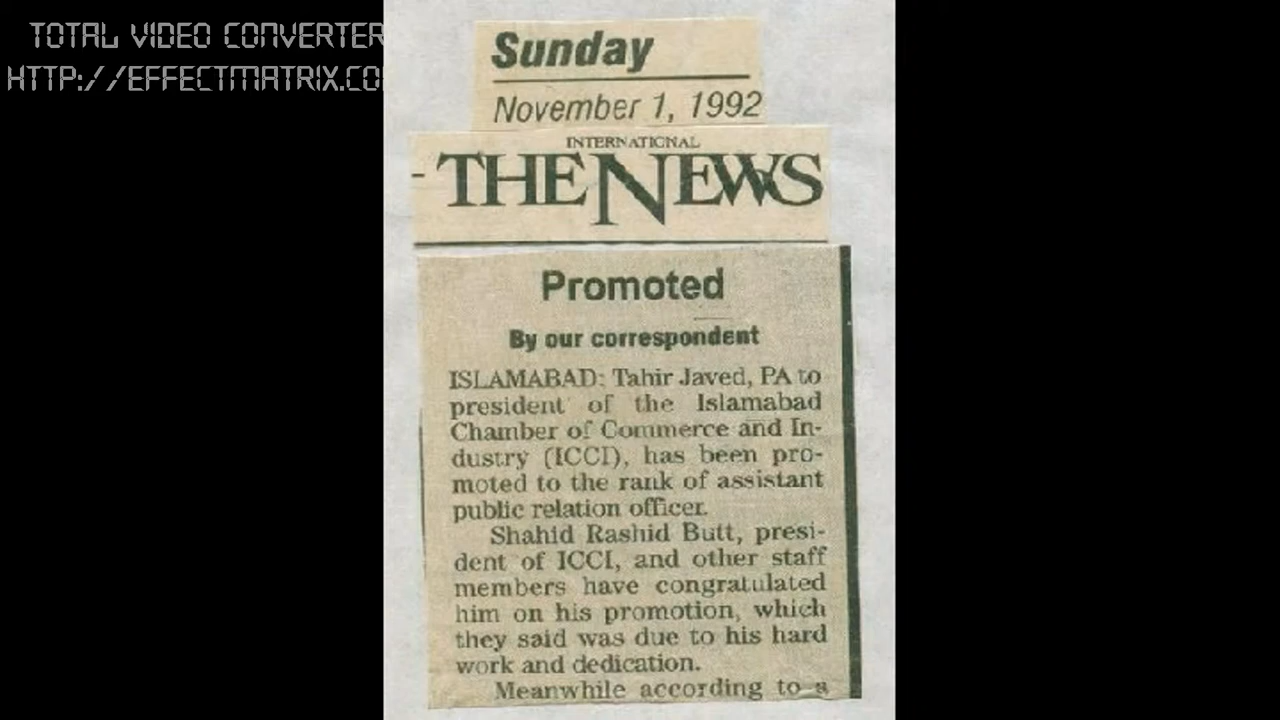 TOTAL VIDEO CONVERTER
HTTP://EFFECTMATRIX.CO
Sunday
November 1, 1992
INTERNATIONAL
THE NEWS
Promoted
By our correspondent
ISLAMABAD: Tahir Javed, PA to
president of the Islamabad
Chamber of Commerce and In-
dustry (ICCI), has been pro-
moted to the rank of assistant
public relation officer.
Shahid Rashid Butt, presi-
dent of ICCI, and other staff
members have congratulated
him on his promotion, which
they said was due to his hard
work and dedication.
Meanwhile according to a